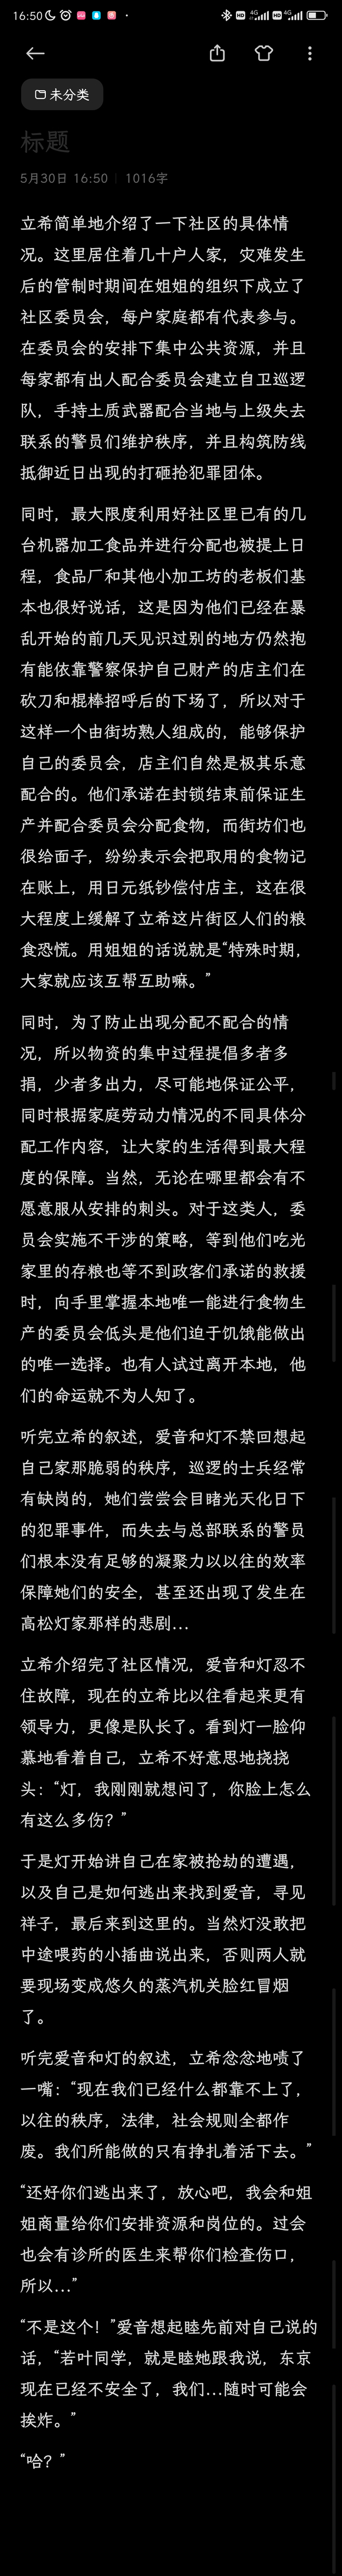 16:50
HD 4G HD 4G
未分类
标题
5月30日 16:50 | 1016字
立希简单地介绍了一下社区的具体情
况。这里居住着几十户人家，灾难发生
后的管制时期间在姐姐的组织下成立了
社区委员会，每户家庭都有代表参与。
在委员会的安排下集中公共资源，并且
每家都有出人配合委员会建立自卫巡逻
队，手持土质武器配合当地与上级失去
联系的警员们维护秩序，并且构筑防线
抵御近日出现的打砸抢犯罪团体。
同时，最大限度利用好社区里已有的几
台机器加工食品并进行分配也被提上日
程，食品厂和其他小加工坊的老板们基
本也很好说话，这是因为他们已经在暴
乱开始的前几天见识过别的地方仍然抱
有能依靠警察保护自己财产的店主们在
砍刀和棍棒招呼后的下场了，所以对于
这样一个由街坊熟人组成的，能够保护
自己的委员会，店主们自然是极其乐意
配合的。他们承诺在封锁结束前保证生
产并配合委员会分配食物，而街坊们也
很给面子，纷纷表示会把取用的食物记
在账上，用日元纸钞偿付店主，这在很
大程度上缓解了立希这片街区人们的粮
食恐慌。用姐姐的话说就是“特殊时期，
大家就应该互帮互助嘛。”
同时，为了防止出现分配不配合的情
况，所以物资的集中过程提倡多者多
捐，少者多出力，尽可能地保证公平，
同时根据家庭劳动力情况的不同具体分
配工作内容，让大家的生活得到最大程
度的保障。当然，无论在哪里都会有不
愿意服从安排的刺头。对于这类人，委
员会实施不干涉的策略，等到他们吃光
家里的存粮也等不到政客们承诺的救援
时，向手里掌握本地唯一能进行食物生
产的委员会低头是他们迫于饥饿能做出
的唯一选择。也有人试过离开本地，他
们的命运就不为人知了。
听完立希的叙述，爱音和灯不禁回想起
自己家那脆弱的秩序，巡逻的士兵经常
有缺岗的，她们尝尝会目睹光天化日下
的犯罪事件，而失去与总部联系的警员
们根本没有足够的凝聚力以以往的效率
保障她们的安全，甚至还出现了发生在
高松灯家那样的悲剧...
立希介绍完了社区情况，爱音和灯忍不
住故障，现在的立希比以往看起来更有
领导力，更像是队长了。看到灯一脸仰
慕地看着自己，立希不好意思地挠挠
头：“灯，我刚刚就想问了，你脸上怎么
有这么多伤？”
于是灯开始讲自己在家被抢劫的遭遇，
以及自己是如何逃出来找到爱音，寻见
祥子，最后来到这里的。当然灯没敢把
中途喂药的小插曲说出来，否则两人就
要现场变成悠久的蒸汽机关脸红冒烟
了。
听完爱音和灯的叙述，立希忿忿地啧了
一嘴：“现在我们已经什么都靠不上了，
以往的秩序，法律，社会规则全都作
废。我们所能做的只有挣扎着活下去。”
“还好你们逃出来了，放心吧，我会和姐
姐商量给你们安排资源和岗位的。过会
也会有诊所的医生来帮你们检查伤口，
所以...”
“不是这个！”爱音想起睦先前对自己说的
话，“若叶同学，就是睦她跟我说，东京
现在已经不安全了，我们...随时可能会
挨炸。”
“哈？”